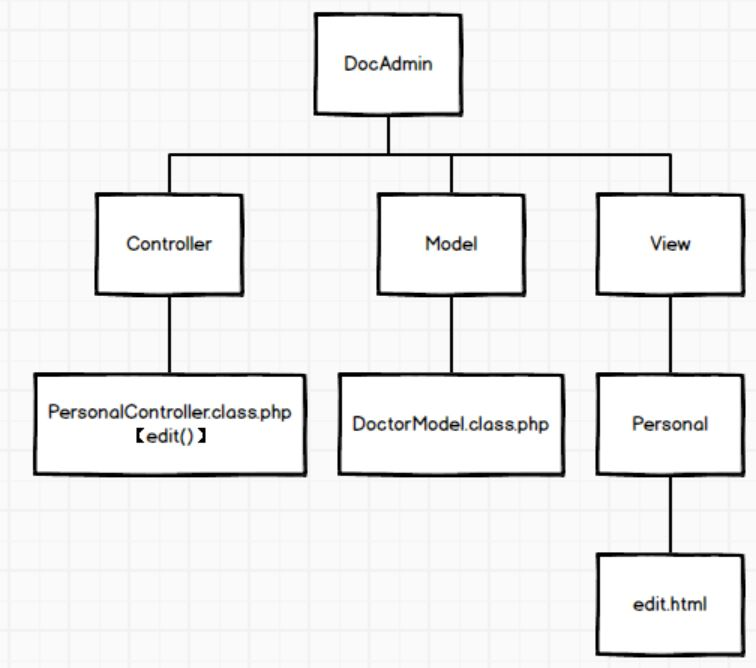 DocAdmin
Controller
Model
View
PersonalController.class.php
【edit()】
DoctorModel.class.php
Personal
edit.html